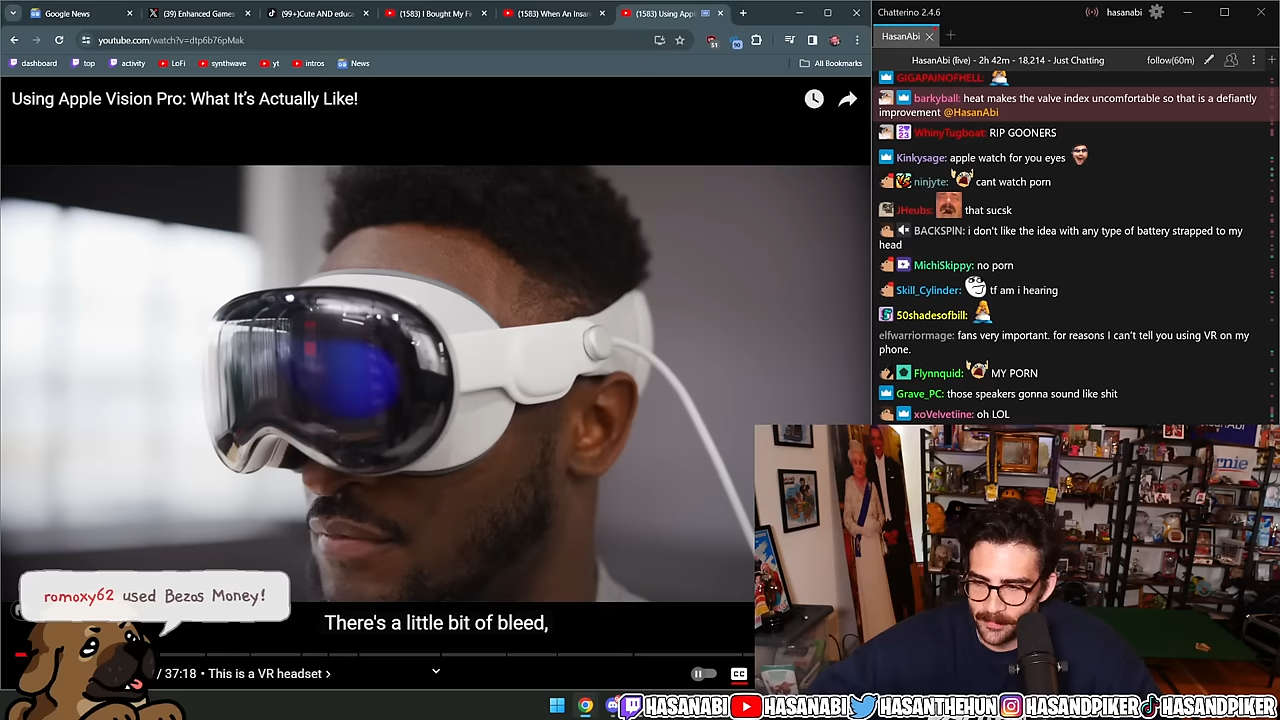 Google News
(39) Enhanced Games
(99+)Cute AND educa
(1583) I Bought My Fi
(1583) When An Insan
(1583) Using Apple
youtube.com/watch?v=dtp6b76pMak
51
90
dashboard
top
activity
LoFi
synthwave
yt
intros
News
All Bookmarks
Using Apple Vision Pro: What It's Actually Like!
There's a little bit of bleed,
romoxy62 used Bezos Money!
/ 37:18 • This is a VR headset ›
CC
Chatterino 2.4.6
hasanabi
HasanAbi
HasanAbi (live) - 2h 42m - 18,214 - Just Chatting
follow(60m)
GIGAPAINOFHELL:
barkyball: heat makes the valve index uncomfortable so that is a defiantly
improvement @HasanAbi
WhinyTugboat: RIP GOONERS
Kinkysage: apple watch for you eyes
ninjyte: cant watch porn
JHeubs: that sucsk
BACKSPIN: i don't like the idea with any type of battery strapped to my
head
MichiSkippy: no porn
Skill_Cylinder: tf am i hearing
50shadesofbill:
elfwarriormage: fans very important. for reasons I can't tell you using VR on my
phone.
Flynnquid: MY PORN
Grave_PC: those speakers gonna sound like shit
xoVelvetiine: oh LOL
ernie
HASANABI
HASANABI
HASANTHEHUN
HASANDPIKER
HASANDPIKER